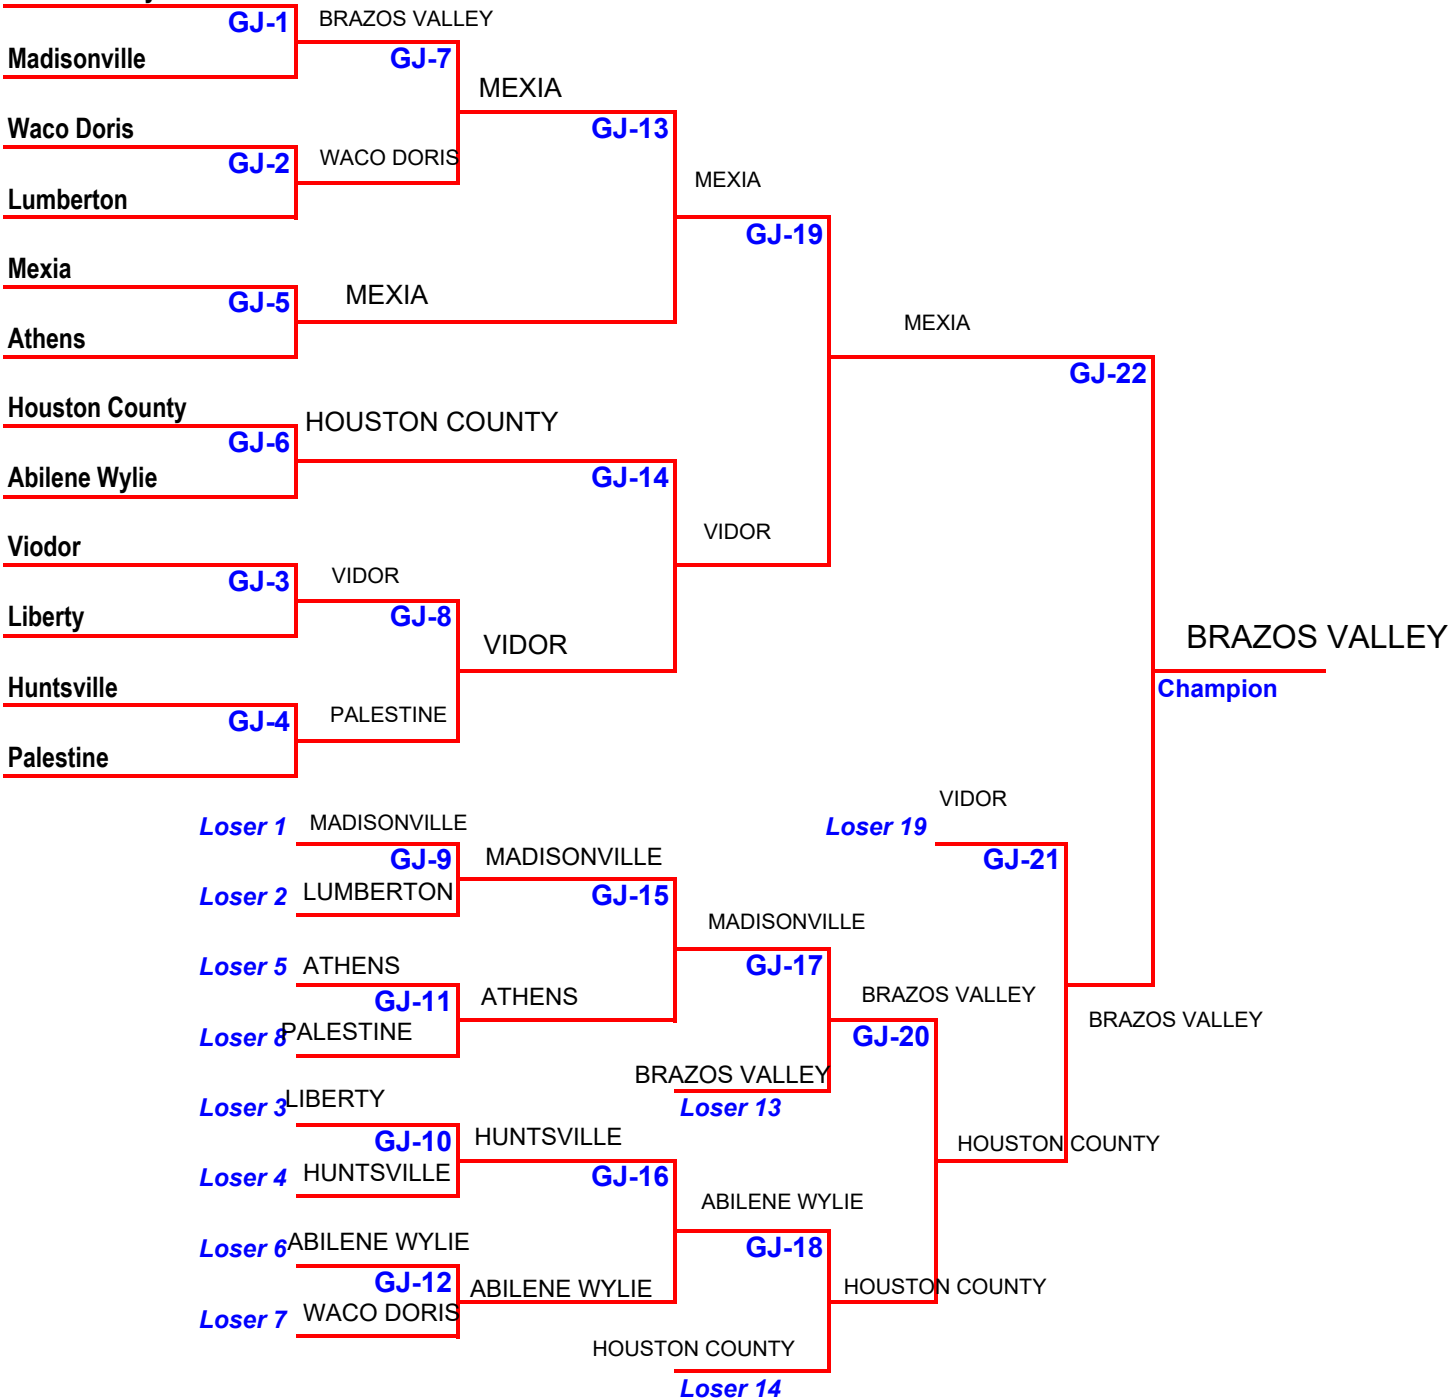 GJ-1 BRAZOS VALLEY
Madisonville
GJ-7
MEXIA
Waco Doris
GJ-13
GJ-2 WACO DORIS
MEXIA
Lumberton
GJ-19
Mexia
GJ-5 MEXIA
MEXIA
Athens
GJ-22
Houston County
HOUSTON COUNTY
GJ-6
Abilene Wylie
GJ-14
VIDOR
Viodor
GJ-3 VIDOR
Liberty
GJ-8
VIDOR
BRAZOS VALLEY
Huntsville
Champion
GJ-4 PALESTINE
Palestine
VIDOR
Loser 1 MADISONVILLE
Loser 19
GJ-9 MADISONVILLE
GJ-21
Loser 2 LUMBERTON
GJ-15
MADISONVILLE
Loser 5 ATHENS
GJ-17
GJ-11 ATHENS
BRAZOS VALLEY
BRAZOS VALLEY
Loser 8 PALESTINE
GJ-20
BRAZOS VALLEY
Loser 13
Loser 3 LIBERTY
GJ-10 HUNTSVILLE
HOUSTON COUNTY
Loser 4 HUNTSVILLE
GJ-16
ABILENE WYLIE
Loser 6 ABILENE WYLIE
GJ-18
GJ-12 ABILENE WYLIE
HOUSTON COUNTY
Loser 7 WACO DORIS
HOUSTON COUNTY
Loser 14